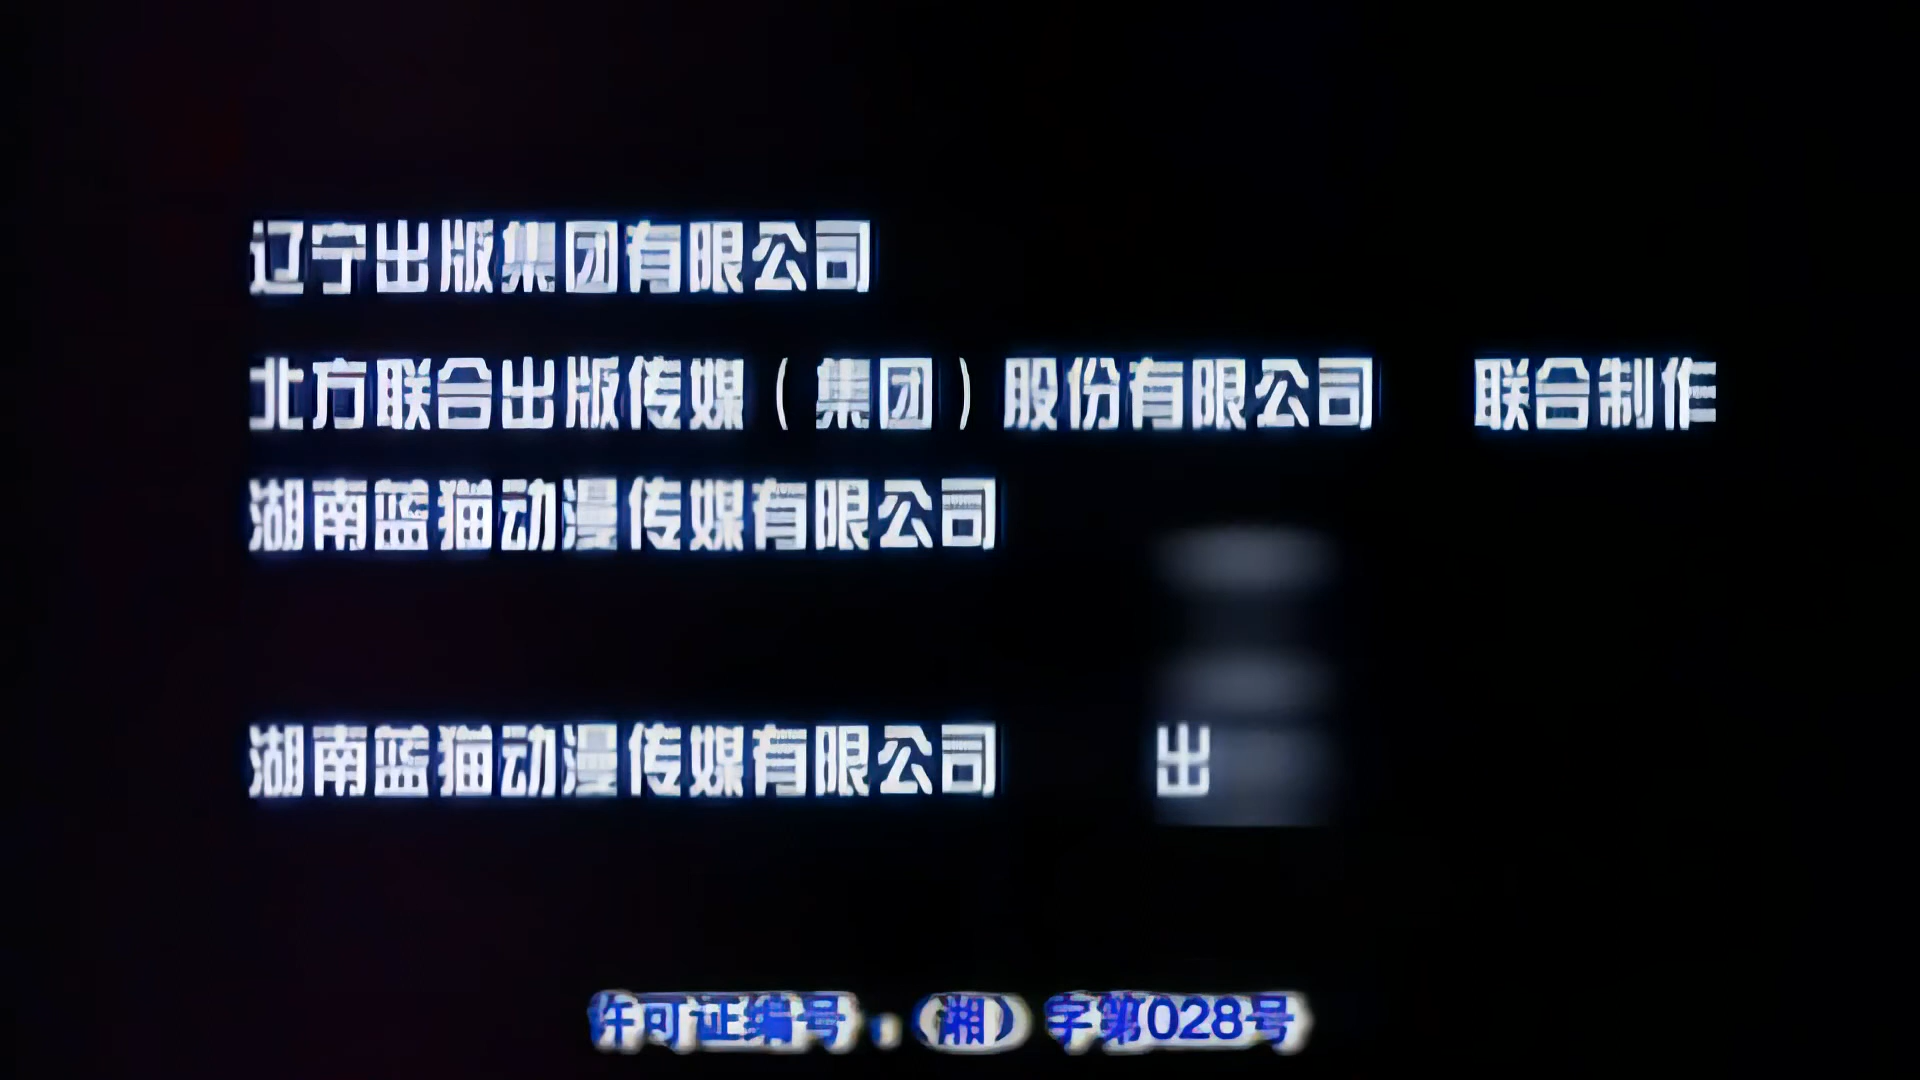 辽宁出版集团有限公司
北方联合出版传媒(集团)股份有限公司 联合制作
湖南蓝猫动漫传媒有限公司
湖南蓝猫动漫传媒有限公司 出
许可证编号:(湘)字第028号